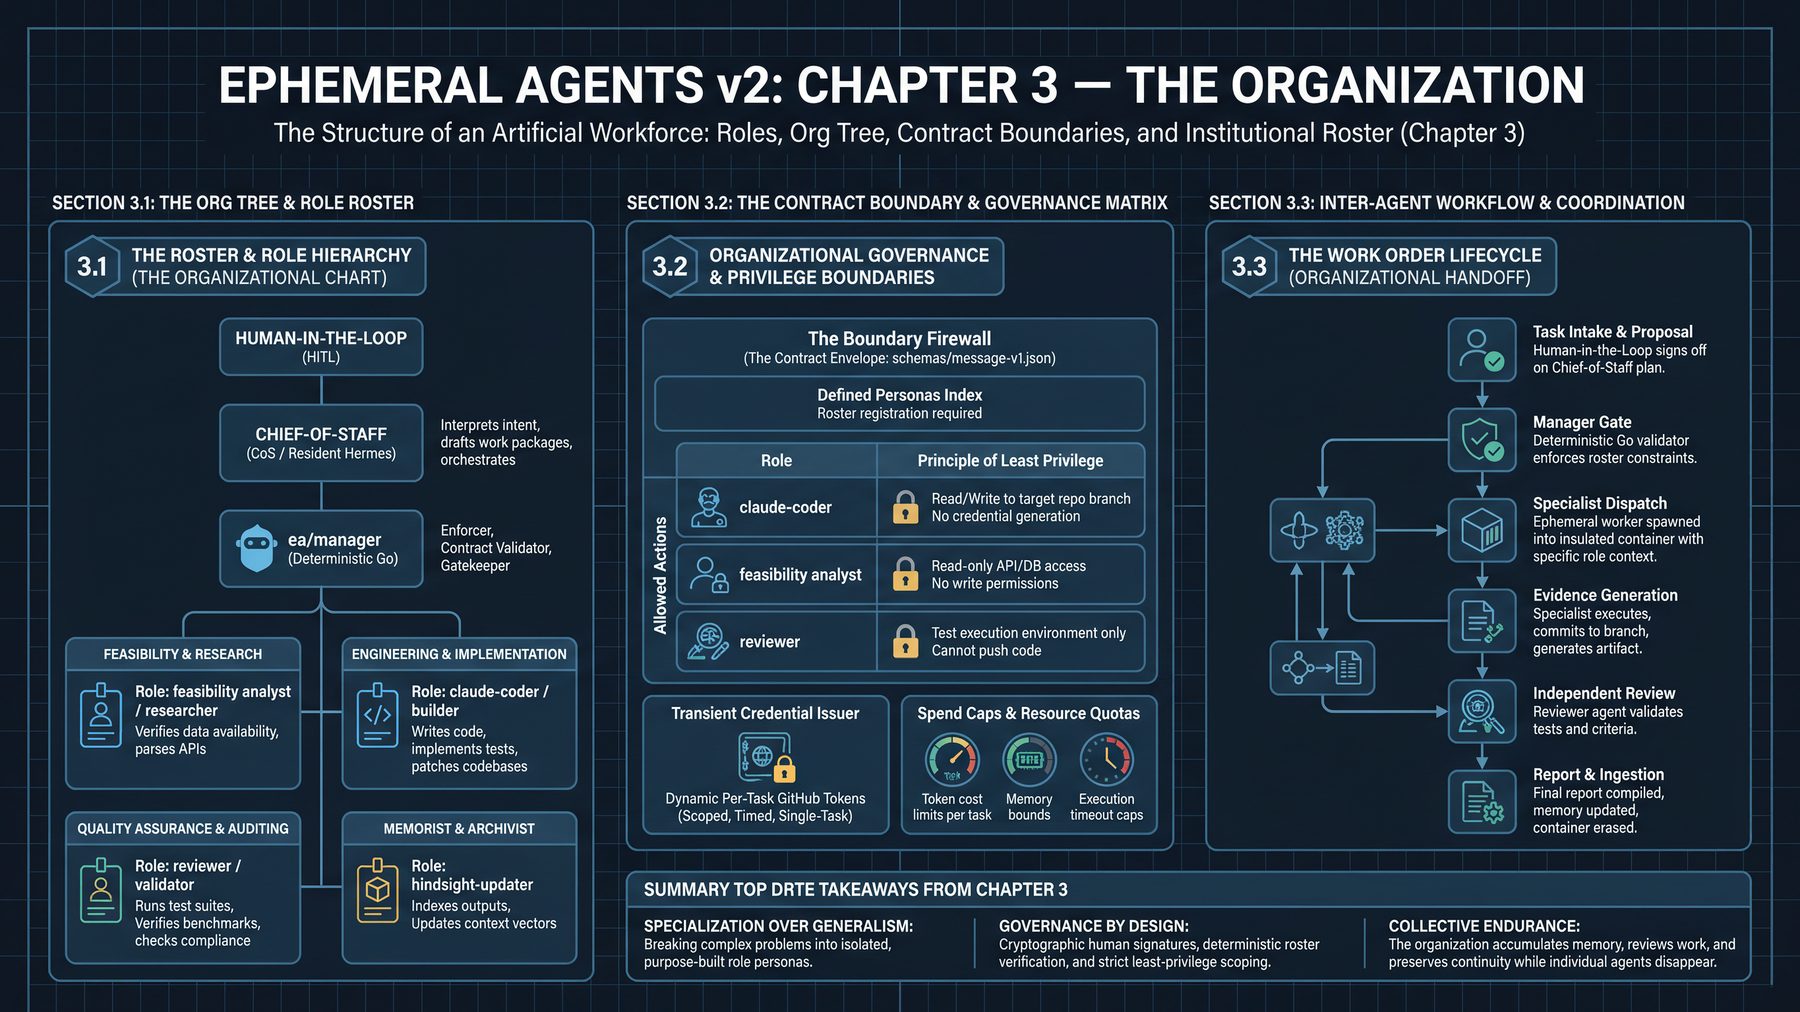 EPHEMERAL AGENTS v2: CHAPTER 3 — THE ORGANIZATION
The Structure of an Artificial Workforce: Roles, Org Tree, Contract Boundaries, and Institutional Roster (Chapter 3)
SECTION 3.1: THE ORG TREE & ROLE ROSTER
3.1
THE ROSTER & ROLE HIERARCHY
(THE ORGANIZATIONAL CHART)
HUMAN-IN-THE-LOOP
(HITL)
CHIEF-OF-STAFF
(CoS / Resident Hermes)
Interprets intent,
drafts work packages,
orchestrates
ea/manager
(Deterministic Go)
Enforcer,
Contract Validator,
Gatekeeper
FEASIBILITY & RESEARCH
Role: feasibility analyst
/ researcher
Verifies data availability,
parses APIs
ENGINEERING & IMPLEMENTATION
Role: claude-coder /
builder
Writes code,
implements tests,
patches codebases
QUALITY ASSURANCE & AUDITING
Role: reviewer /
validator
Runs test suites,
Verifies benchmarks,
checks compliance
MEMORIST & ARCHIVIST
Role:
hindsight-updater
Indexes outputs,
Updates context vectors
SECTION 3.2: THE CONTRACT BOUNDARY & GOVERNANCE MATRIX
3.2
ORGANIZATIONAL GOVERNANCE
& PRIVILEGE BOUNDARIES
The Boundary Firewall
(The Contract Envelope: schemas/message-v1.json)
Defined Personas Index
Roster registration required
Role
Principle of Least Privilege
Allowed Actions
claude-coder
Read/Write to target repo branch
No credential generation
feasibility analyst
Read-only API/DB access
No write permissions
reviewer
Test execution environment only
Cannot push code
Transient Credential Issuer
Dynamic Per-Task GitHub Tokens
(Scoped, Timed, Single-Task)
Spend Caps & Resource Quotas
Token cost
limits per task
Memory
bounds
Execution
timeout caps
SECTION 3.3: INTER-AGENT WORKFLOW & COORDINATION
3.3
THE WORK ORDER LIFECYCLE
(ORGANIZATIONAL HANDOFF)
Task Intake & Proposal
Human-in-the-Loop signs off
on Chief-of-Staff plan.
Manager Gate
Deterministic Go validator
enforces roster constraints.
Specialist Dispatch
Ephemeral worker spawned
into insulated container with
specific role context.
Evidence Generation
Specialist executes,
commits to branch,
generates artifact.
Independent Review
Reviewer agent validates
tests and criteria.
Report & Ingestion
Final report compiled,
memory updated,
container erased.
SUMMARY TOP DRTE TAKEAWAYS FROM CHAPTER 3
SPECIALIZATION OVER GENERALISM:
Breaking complex problems into isolated,
purpose-built role personas.
GOVERNANCE BY DESIGN:
Cryptographic human signatures, deterministic roster
verification, and strict least-privilege scoping.
COLLECTIVE ENDURANCE:
The organization accumulates memory, reviews work, and
preserves continuity while individual agents disappear.